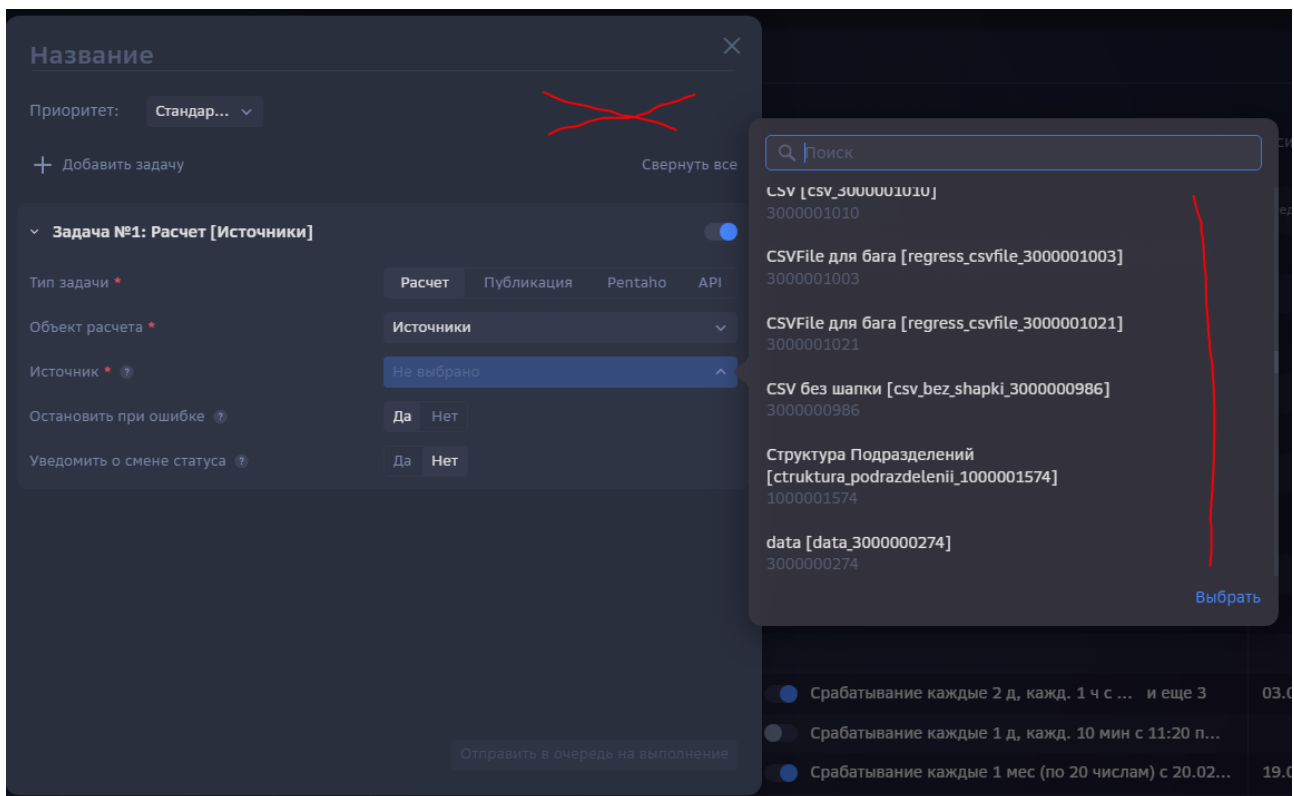 Название
Приоритет: Стандар...
Добавить задачу
Свернуть все
Задача №1: Расчет [Источники]
Тип задачи * Расчет Публикация Pentaho API
Объект расчета * Источники
Источник * ? Не выбрано
Остановить при ошибке ? Да Нет
Уведомить о смене статуса ? Да Нет
Отправить в очередь на выполнение
Поиск
CSV [csv_3000001010]
3000001010
CSVFile для бага [regress_csvfile_3000001003]
3000001003
CSVFile для бага [regress_csvfile_3000001021]
3000001021
CSV без шапки [csv_bez_shapki_3000000986]
3000000986
Структура Подразделений
[ctruktura_podrazdelenii_1000001574]
1000001574
data [data_3000000274]
3000000274
Выбрать
Срабатывание каждые 2 д, кажд. 1 ч с ... и еще 3 03.0
Срабатывание каждые 1 д, кажд. 10 мин с 11:20 п...
Срабатывание каждые 1 мес (по 20 числам) с 20.02... 19.0